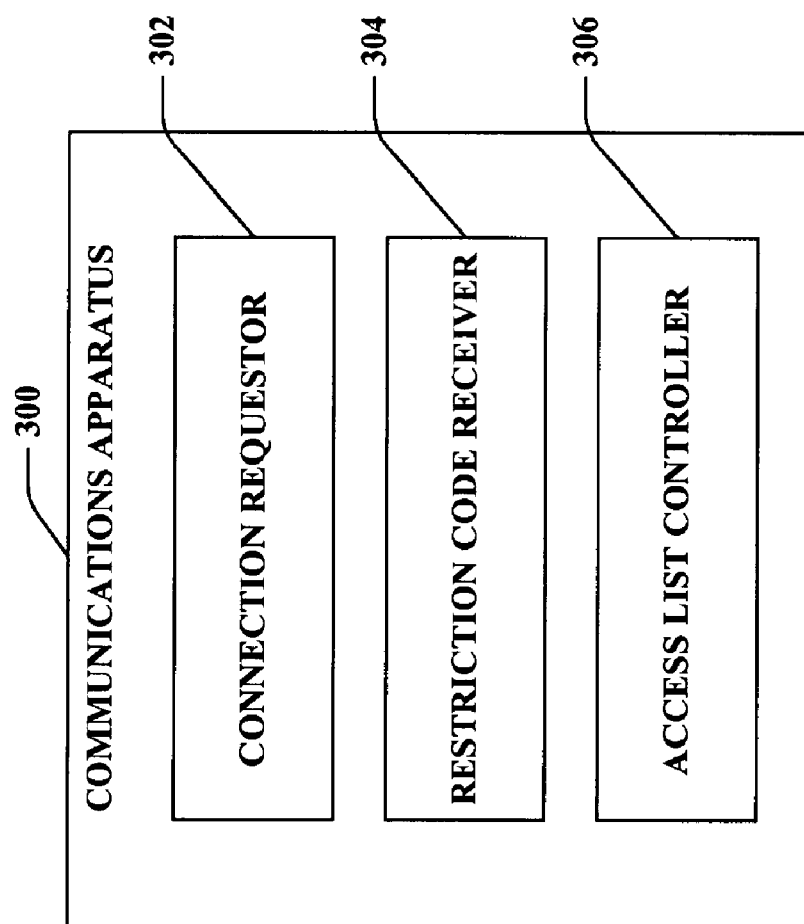 300
COMMUNICATIONS APPARATUS
CONNECTION REQUESTOR
302
RESTRICTION CODE RECEIVER
304
ACCESS LIST CONTROLLER
306